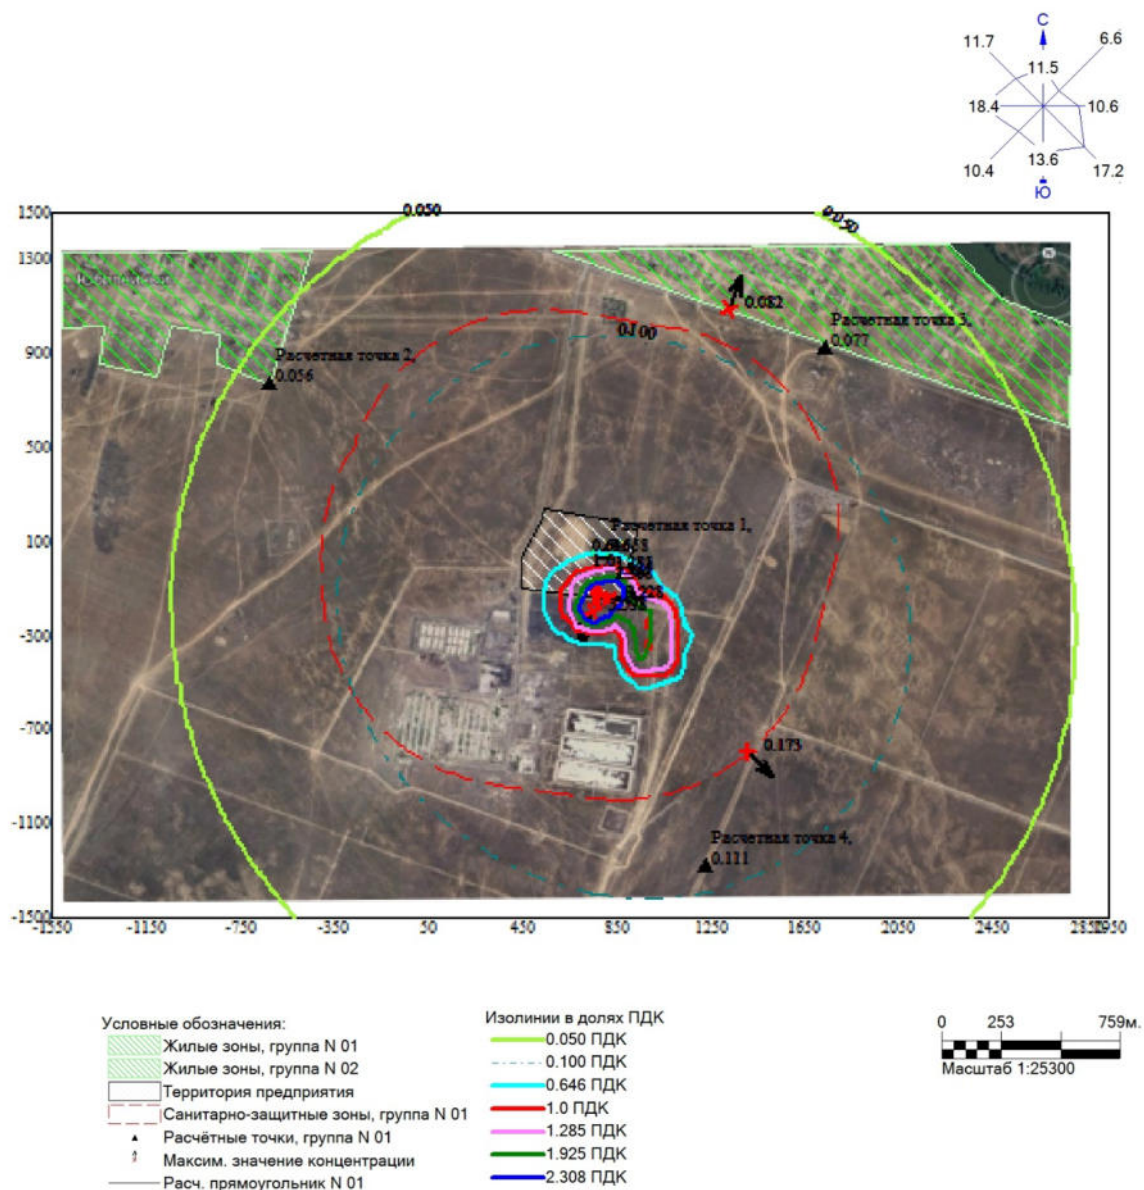 С
11.7
6.6
11.5
18.4
10.6
13.6
10.4
17.2
Ю
1500
0.050
0.050
1300
0.082
Расчетная точка 3,
0.077
0.100
900
Расчетная точка 2,
0.056
500
Расчетная точка 1,
100
-300
-700
0.173
-1100
Расчетная точка 4,
0.111
-1500
-1550 -1150 -750 -350 50 450 850 1250 1650 2050 2450 2850 2950
Условные обозначения:
Жилые зоны, группа N 01
Жилые зоны, группа N 02
Территория предприятия
Санитарно-защитные зоны, группа N 01
Расчётные точки, группа N 01
Максим. значение концентрации
Расч. прямоугольник N 01
Изолинии в долях ПДК
0.050 ПДК
0.100 ПДК
0.646 ПДК
1.0 ПДК
1.285 ПДК
1.925 ПДК
2.308 ПДК
0 253 759м.
Масштаб 1:25300